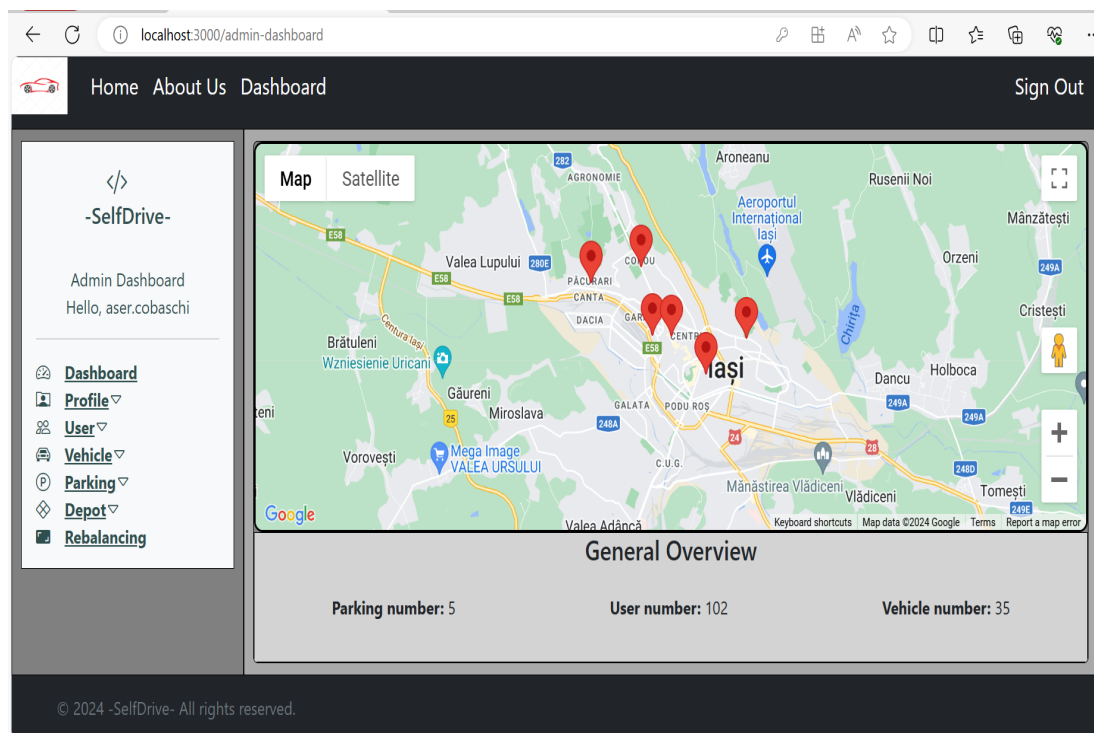 localhost:3000/admin-dashboard
Home About Us Dashboard Sign Out
</>
-SelfDrive-
Admin Dashboard
Hello, aser.cobaschi
Dashboard
Profile
User
Vehicle
Parking
Depot
Rebalancing
Map Satellite
282
AGRONOMIE
Aroneanu
Rusenii Noi
Aeroportul
Internațional
Iași
Mânzătești
E58
Valea Lupului 280E
COPOU
Orzeni
249A
E58
PĂCURARI
CANTA
E58
DACIA
Cristești
Chirița
Centura Iași
Brătuleni
Wzniesienie Uricani
E58
Iași
Găureni
Dancu
Holboca
249A
249A
Miroslava
GALATA
PODU ROȘ
25
248A
24
28
Vorovești
Mega Image
VALEA URSULUI
C.U.G.
248D
Mănăstirea Vlădiceni
Vlădiceni
Tomești
249E
Valea Adâncă
Google
Keyboard shortcuts Map data ©2024 Google Terms Report a map error
General Overview
Parking number: 5 User number: 102 Vehicle number: 35
© 2024 -SelfDrive- All rights reserved.